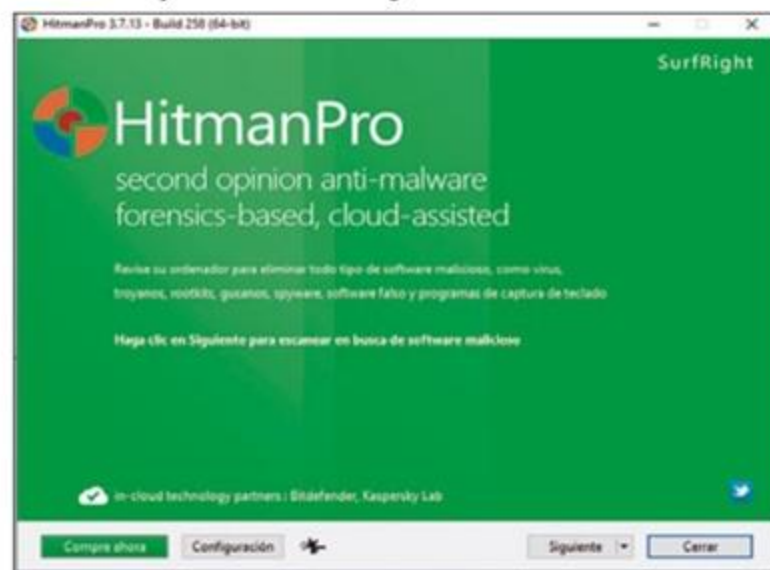 HitmanPro 3.7.13 - Build 258 (64-bit)
SurfRight
HitmanPro
second opinion anti-malware
forensics-based, cloud-assisted
Revise su ordenador para eliminar todo tipo de software malicioso, como virus,
troyanos, rootkits, gusanos, spyware, software falso y programas de captura de teclado
Haga clic en Siguiente para escanear en busca de software malicioso
in-cloud technology partners : Bitdefender, Kaspersky Lab
Compre ahora
Configuración
Siguiente
Cerrar